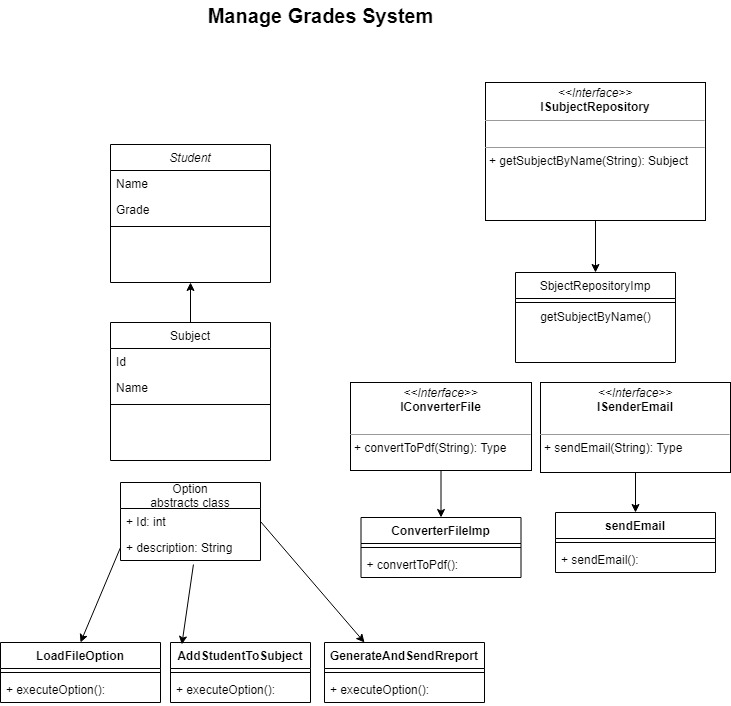 Manage Grades System
<<Interface>>
ISubjectRepository
+ getSubjectByName(String): Subject
Student
Name
Grade
SbjectRepositoryImp
getSubjectByName()
Subject
Id
Name
<<Interface>>
IConverterFile
+ convertToPdf(String): Type
<<Interface>>
ISenderEmail
+ sendEmail(String): Type
Option
abstracts class
+ Id: int
+ description: String
ConverterFileImp
+ convertToPdf():
sendEmail
+ sendEmail():
LoadFileOption
+ executeOption():
AddStudentToSubject
+ executeOption():
GenerateAndSendRreport
+ executeOption():